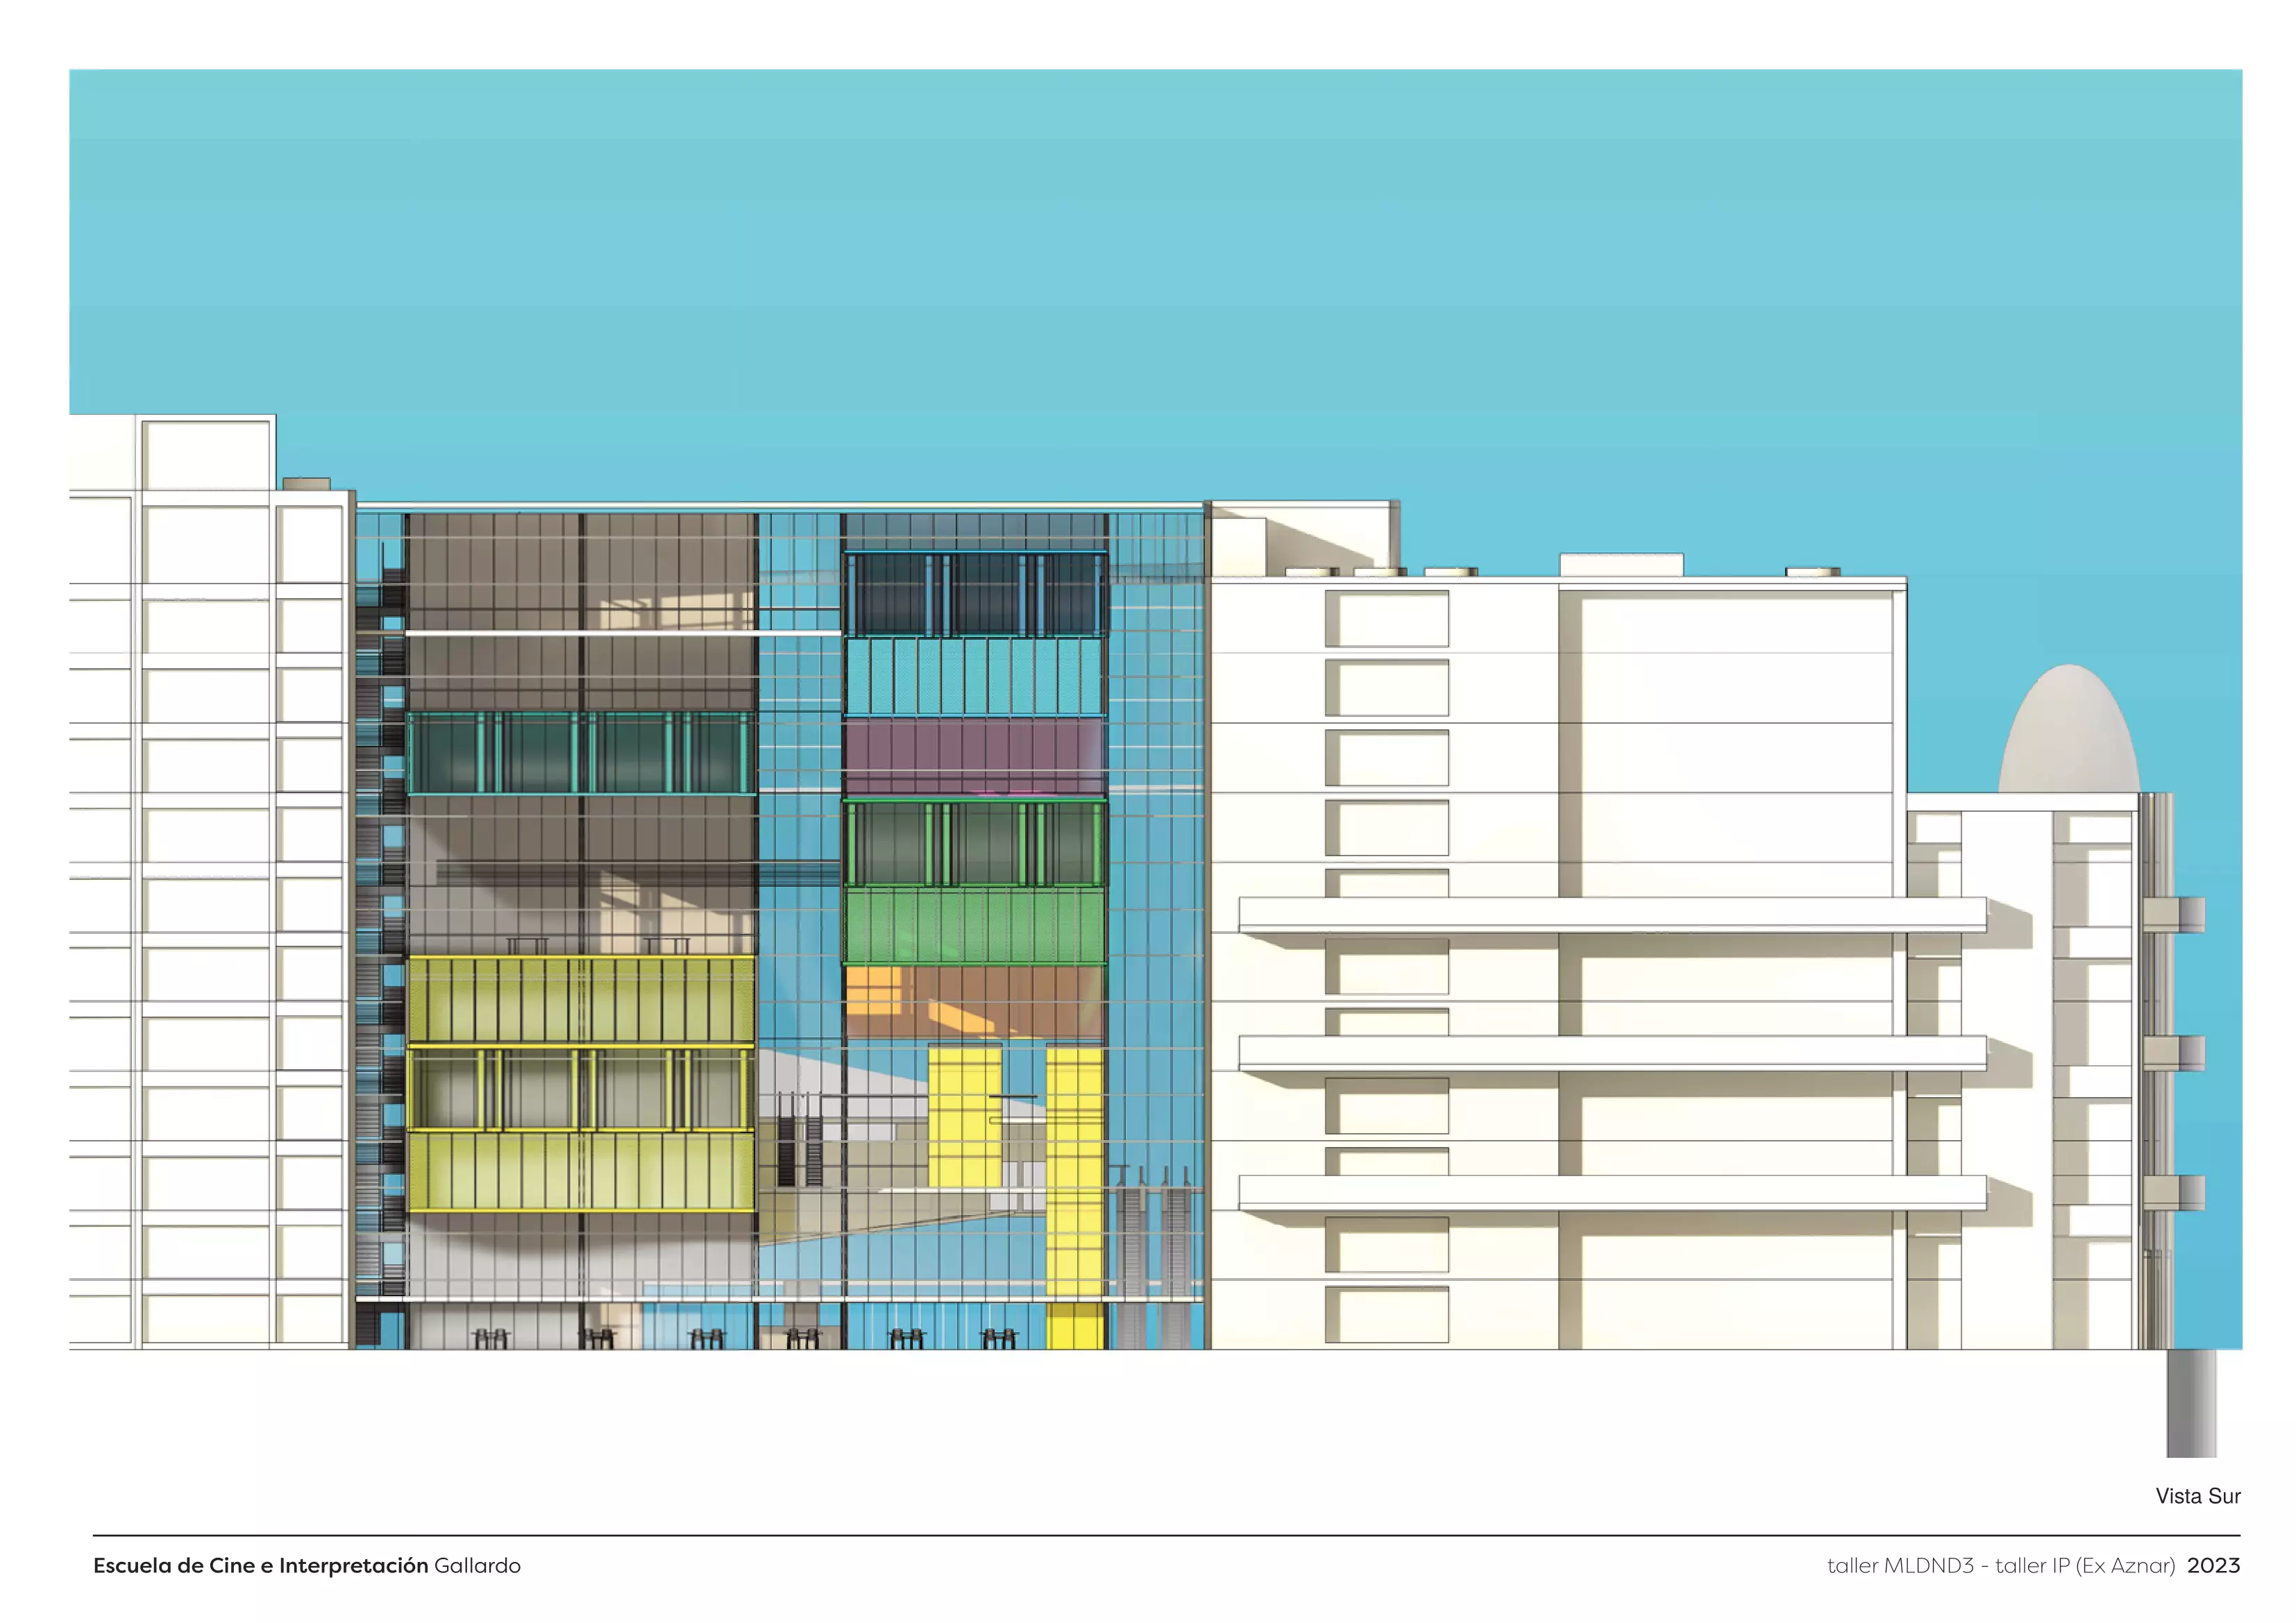 Vista Sur
Escuela de Cine e Interpretación Gallardo
taller MLDND3 - taller IP (Ex Aznar) 2023